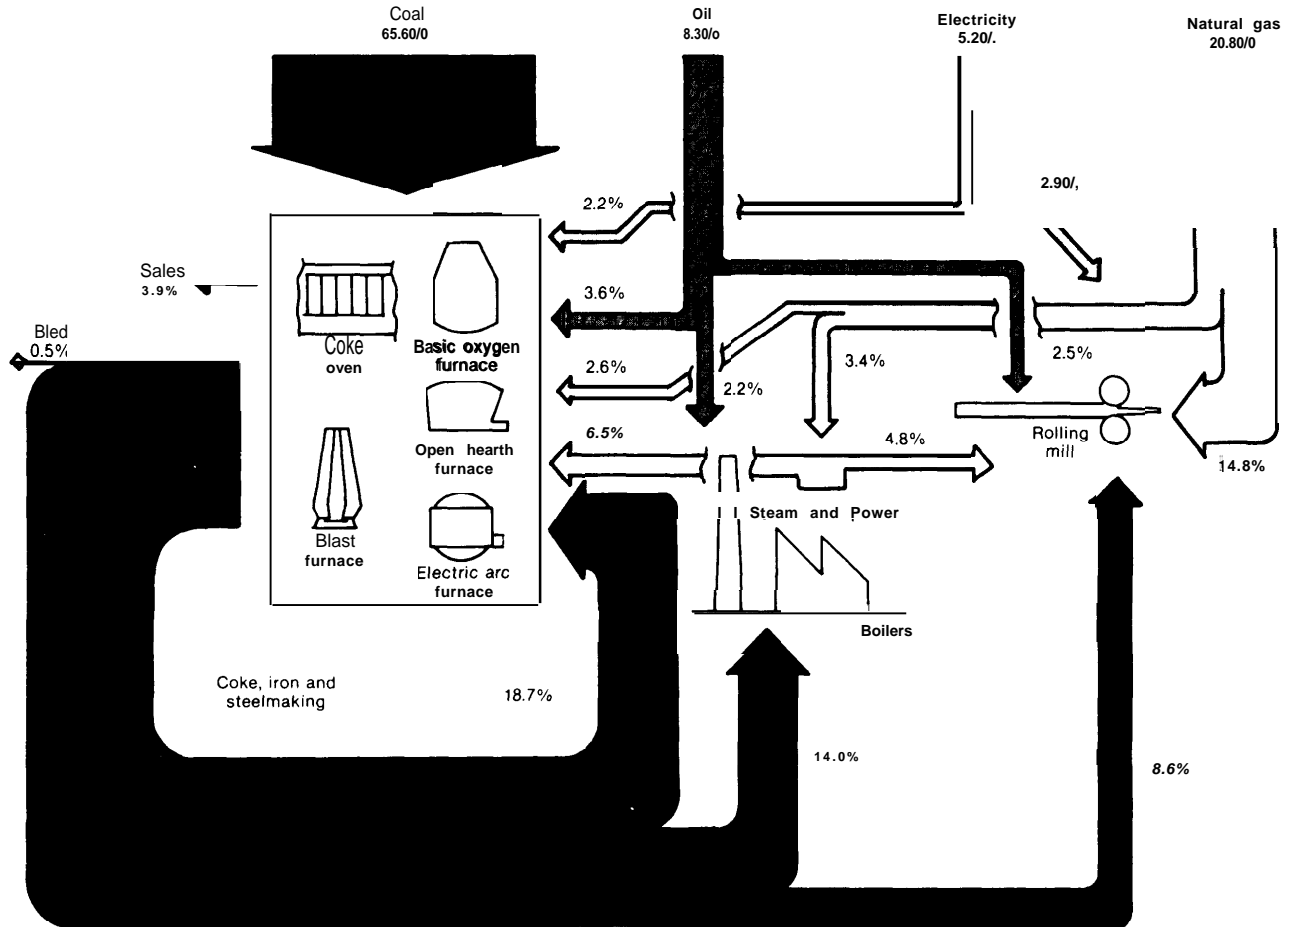 Coal
65.60/0
Oil
8.30/o
Electricity
5.20/.
Natural gas
20.80/0
2.90/,
2.2%
Sales
3.9%
3.6%
Bled
0.5%
Coke
oven
Basic oxygen
furnace
2.6%
2.2%
3.4%
2.5%
6.5%
4.8%
Rolling
mill
14.8%
Open hearth
furnace
Steam and Power
Blast
furnace
Electric arc
furnace
Boilers
Coke, iron and
steelmaking
18.7%
14.0%
8.6%